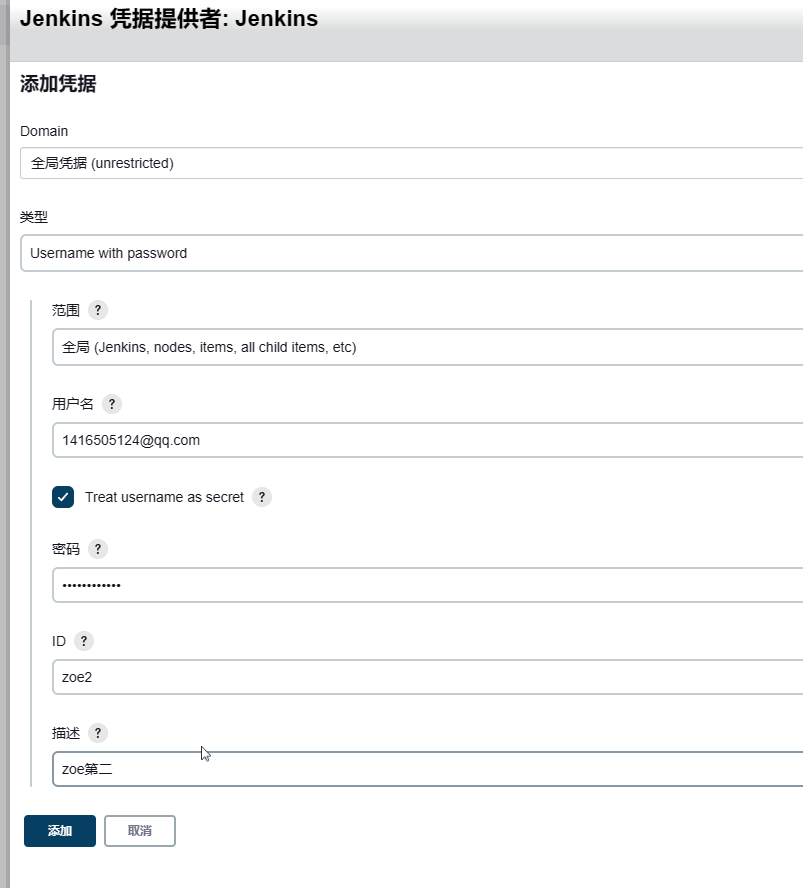 Jenkins 凭据提供者: Jenkins
添加凭据
Domain
全局凭据 (unrestricted)
类型
Username with password
范围 ?
全局 (Jenkins, nodes, items, all child items, etc)
用户名 ?
1416505124@qq.com
Treat username as secret ?
密码 ?
••••••••••••
ID ?
zoe2
描述 ?
zoe第二
添加 取消